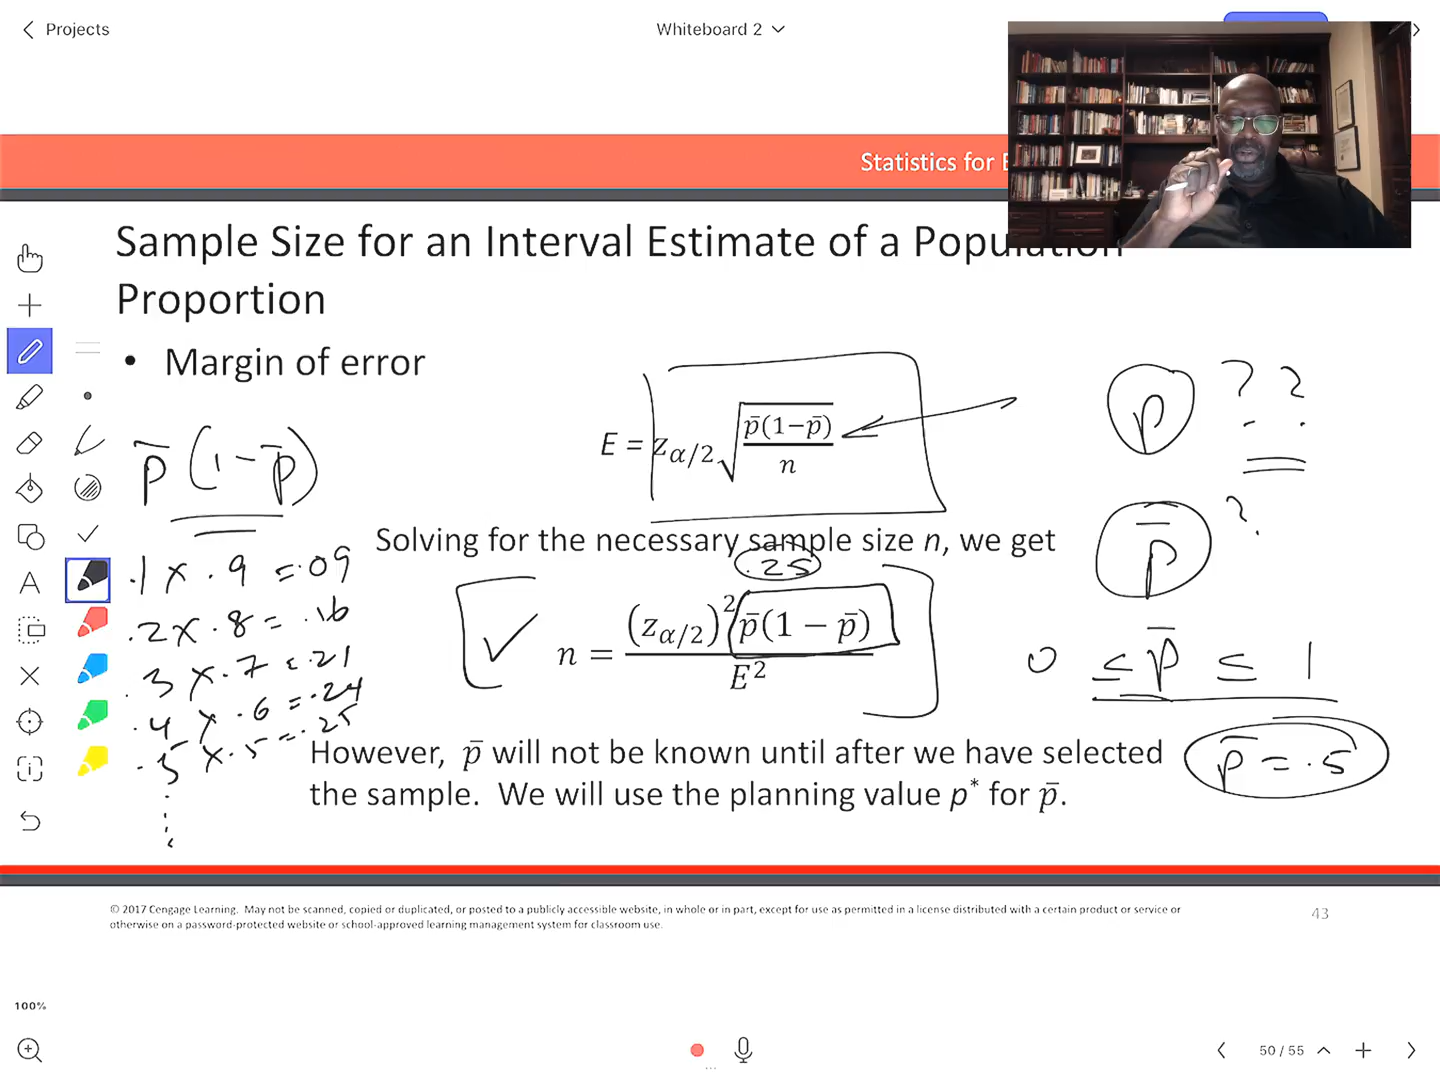 Projects
Whiteboard 2
Statistics for
Sample Size for an Interval Estimate of a Population
Proportion
• Margin of error
E = z_{α/2} √(p̄(1−p̄)/n)
p ? ?
p̄ (1 − p̄)
p̄ ?
Solving for the necessary sample size n, we get
.25
.1 x .9 = .09
.2 x .8 = .16
.3 x .7 = .21
.4 x .6 = .24
.5 x .5 = .25
n = (z_{α/2})² p̄(1 − p̄) / E²
0 ≤ p̄ ≤ 1
However, p̄ will not be known until after we have selected
the sample. We will use the planning value p* for p̄.
p̄ = .5
© 2017 Cengage Learning. May not be scanned, copied or duplicated, or posted to a publicly accessible website, in whole or in part, except for use as permitted in a license distributed with a certain product or service or
otherwise on a password-protected website or school-approved learning management system for classroom use.
43
100%
50 / 55